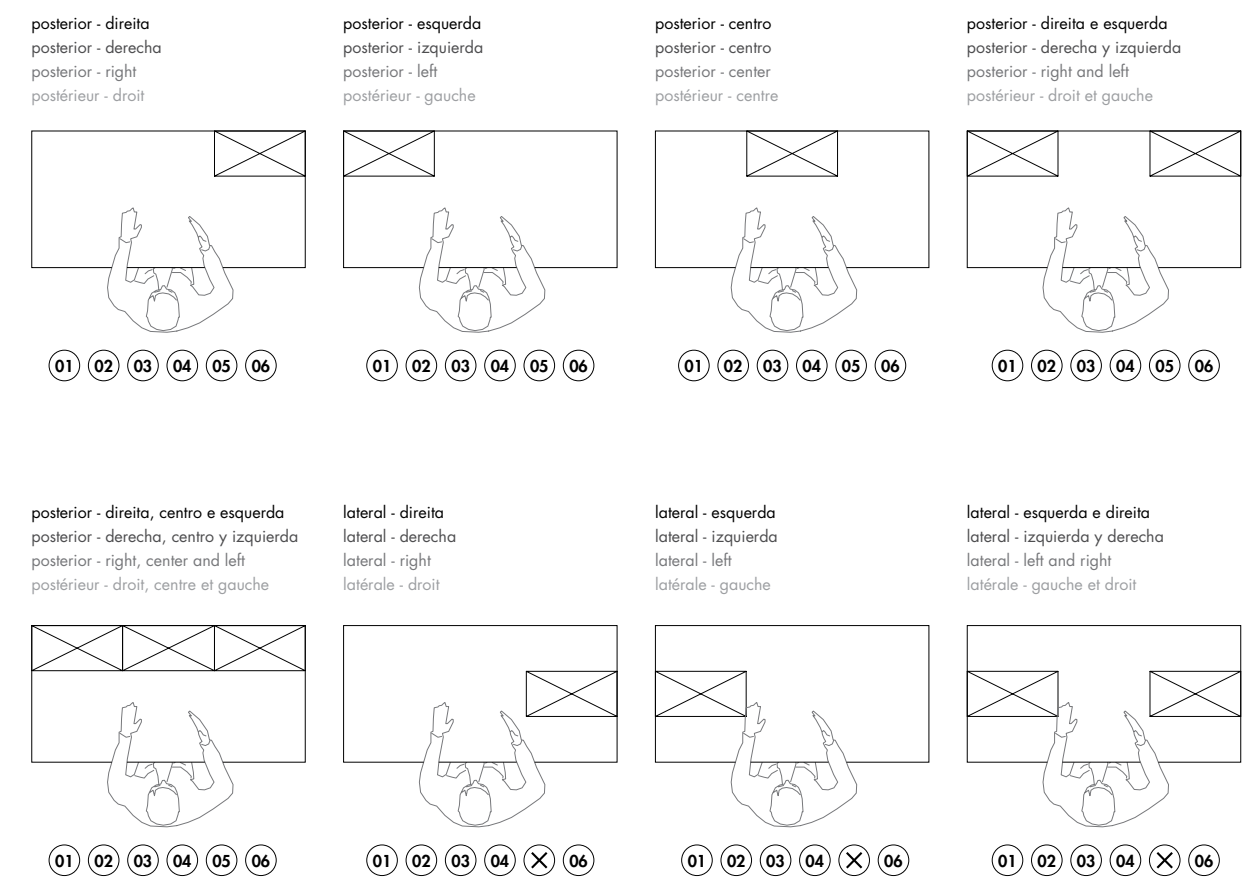 posterior - direita
posterior - derecha
posterior - right
postérieur - droit
posterior - esquerda
posterior - izquierda
posterior - left
postérieur - gauche
posterior - centro
posterior - centro
posterior - center
postérieur - centre
posterior - direita e esquerda
posterior - derecha y izquierda
posterior - right and left
postérieur - droit et gauche
01 02 03 04 05 06
01 02 03 04 05 06
01 02 03 04 05 06
01 02 03 04 05 06
posterior - direita, centro e esquerda
posterior - derecha, centro y izquierda
posterior - right, center and left
postérieur - droit, centre et gauche
lateral - direita
lateral - derecha
lateral - right
latérale - droit
lateral - esquerda
lateral - izquierda
lateral - left
latérale - gauche
lateral - esquerda e direita
lateral - izquierda y derecha
lateral - left and right
latérale - gauche et droit
01 02 03 04 05 06
01 02 03 04 06
01 02 03 04 06
01 02 03 04 06